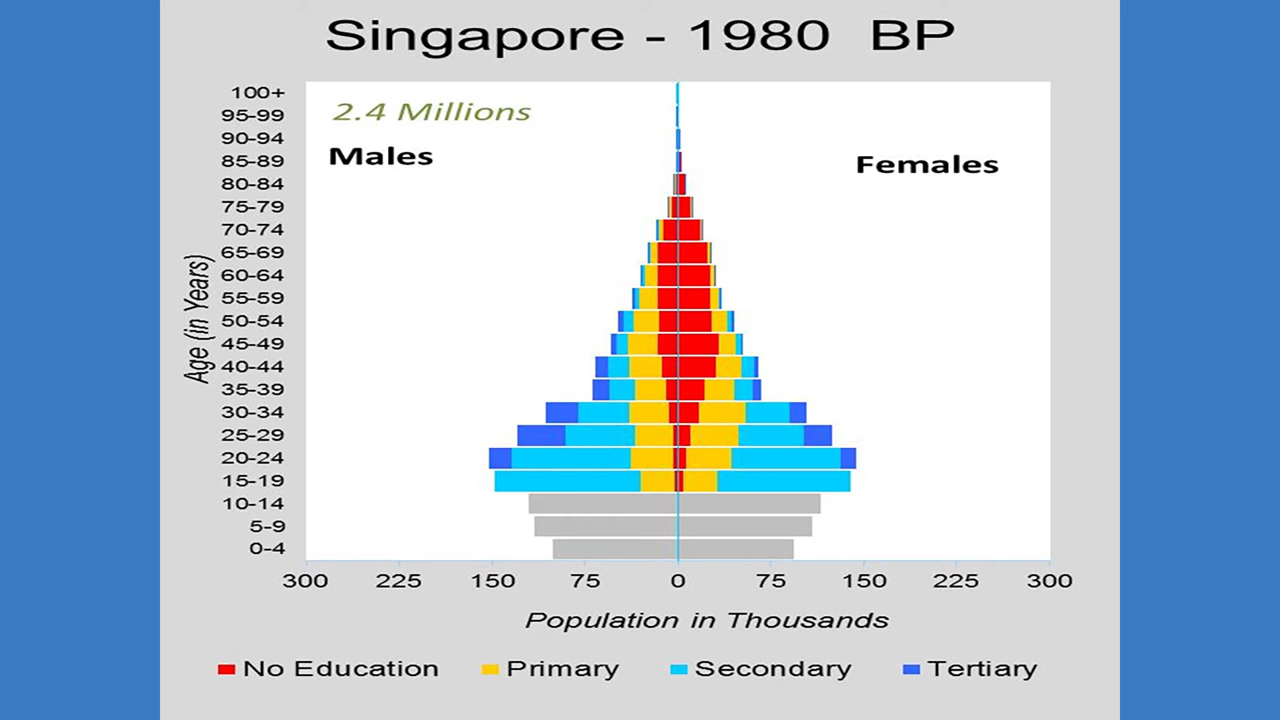 Singapore - 1980 BP
2.4 Millions
Males
Females
Age (in Years)
100+
95-99
90-94
85-89
80-84
75-79
70-74
65-69
60-64
55-59
50-54
45-49
40-44
35-39
30-34
25-29
20-24
15-19
10-14
5-9
0-4
300 225 150 75 0 75 150 225 300
Population in Thousands
No Education Primary Secondary Tertiary